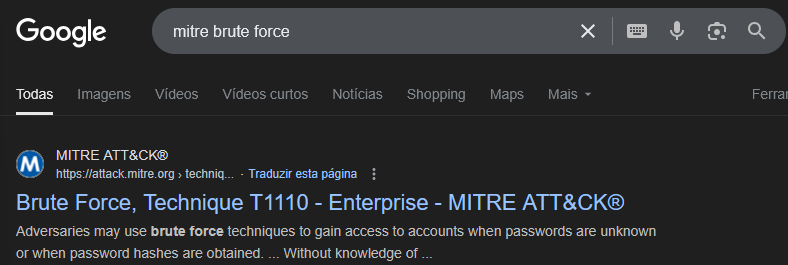 Google mitre brute force
Todas Imagens Vídeos Vídeos curtos Notícias Shopping Maps Mais Ferrar
M MITRE ATT&CK®
https://attack.mitre.org › techniq... · Traduzir esta página
Brute Force, Technique T1110 - Enterprise - MITRE ATT&CK®
Adversaries may use brute force techniques to gain access to accounts when passwords are unknown
or when password hashes are obtained. ... Without knowledge of ...